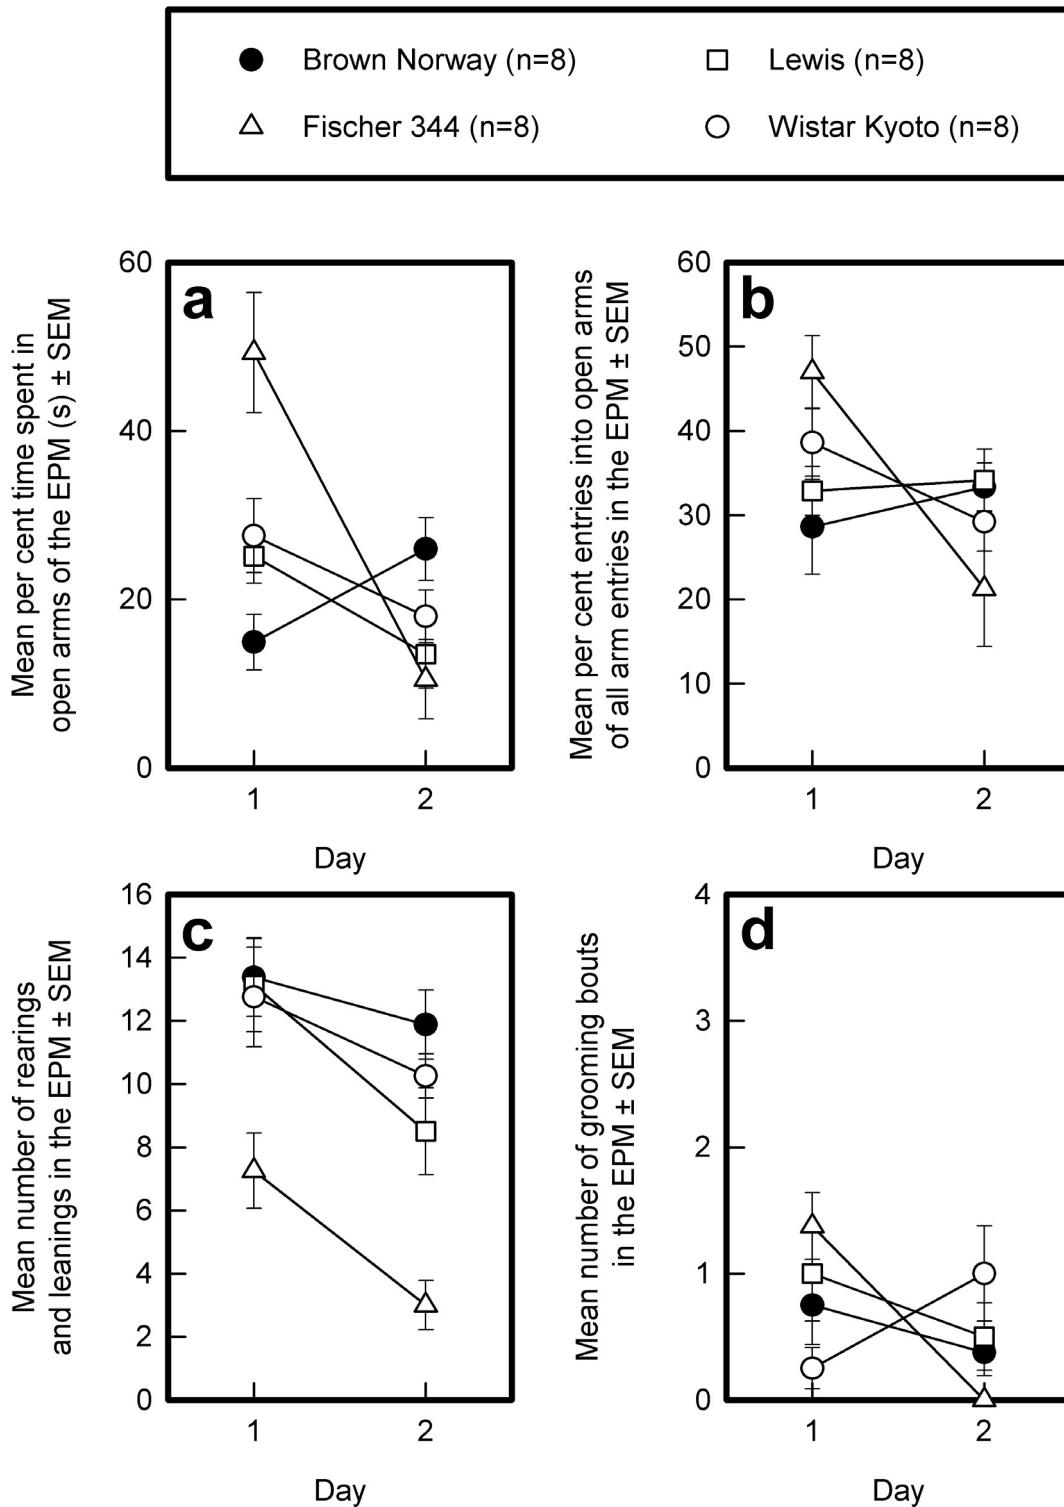 Brown Norway (n=8)
Lewis (n=8)
Fischer 344 (n=8)
Wistar Kyoto (n=8)
a
Mean per cent time spent in
open arms of the EPM (s) ± SEM
60
40
20
0
1 2
Day
b
Mean per cent entries into open arms
of all arm entries in the EPM ± SEM
60
50
40
30
20
10
0
1 2
Day
c
Mean number of rearings
and leanings in the EPM ± SEM
16
14
12
10
8
6
4
2
0
1 2
Day
d
Mean number of grooming bouts
in the EPM ± SEM
4
3
2
1
0
1 2
Day